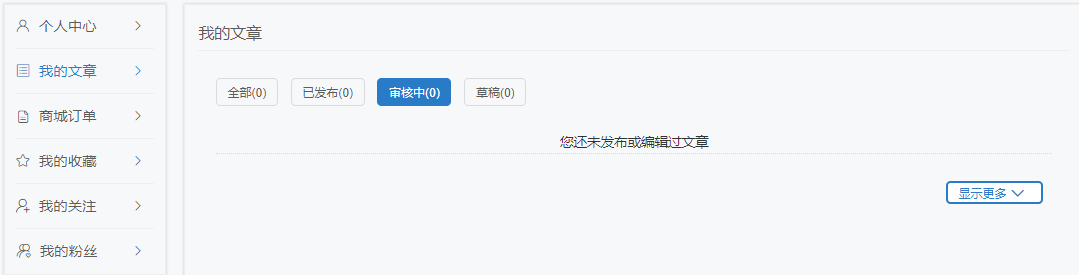 个人中心
我的文章
商城订单
我的收藏
我的关注
我的粉丝
我的文章
全部(0) 已发布(0) 审核中(0) 草稿(0)
您还未发布或编辑过文章
显示更多